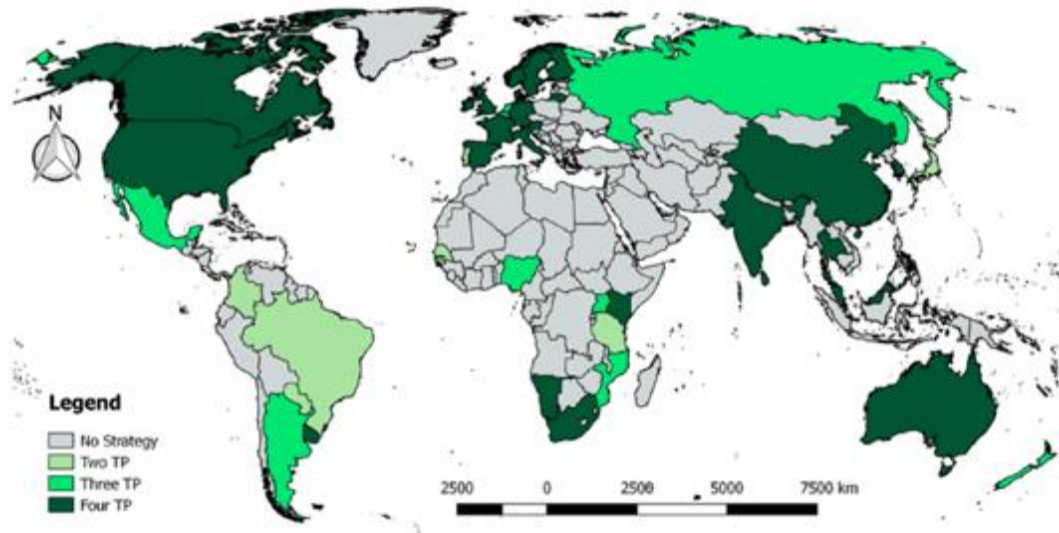 N
Legend
No Strategy
Two TP
Three TP
Four TP
2500 0 2500 5000 7500 km